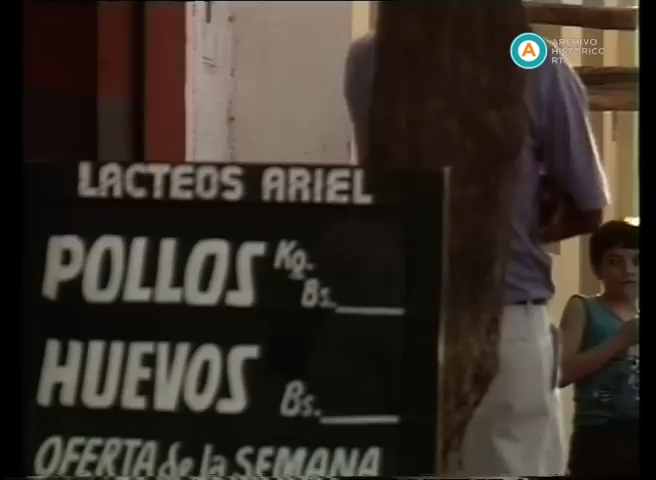 ARCHIVO
HISTÓRICO
RTA
LACTEOS ARIEL
POLLOS Kg.
Bs.
HUEVOS
Bs.
OFERTA de la SEMANA